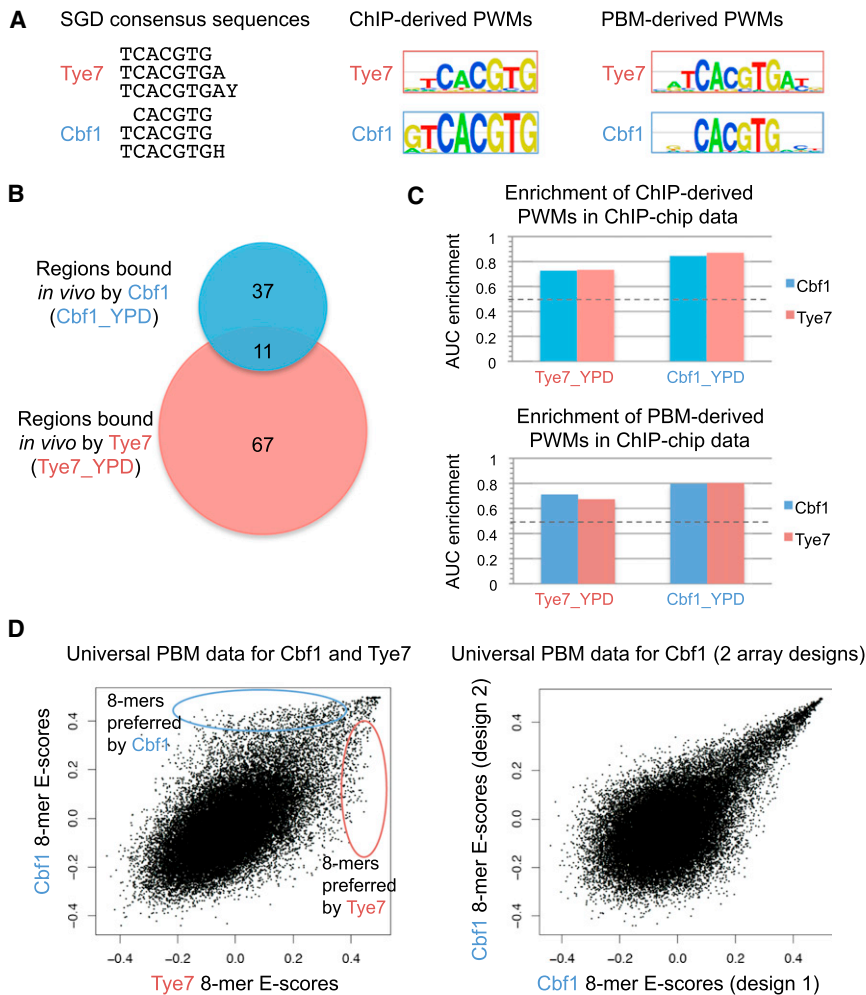 A
SGD consensus sequences
ChIP-derived PWMs
PBM-derived PWMs
Tye7
TCACGTG
TCACGTGA
TCACGTGAY
Cbf1
CACGTG
TCACGTG
TCACGTGH
Tye7
TCACGTG
Cbf1
GTCACGTG
Tye7
ATCACGTGAT
Cbf1
CACGTG
B
Regions bound
in vivo by Cbf1
(Cbf1_YPD)
37
11
Regions bound
in vivo by Tye7
(Tye7_YPD)
67
C
Enrichment of ChIP-derived
PWMs in ChIP-chip data
AUC enrichment
1
0.8
0.6
0.4
0.2
0
Tye7_YPD
Cbf1_YPD
Cbf1
Tye7
Enrichment of PBM-derived
PWMs in ChIP-chip data
AUC enrichment
1
0.8
0.6
0.4
0.2
0
Tye7_YPD
Cbf1_YPD
Cbf1
Tye7
D
Universal PBM data for Cbf1 and Tye7
Cbf1 8-mer E-scores
0.4
0.2
0.0
−0.2
−0.4
8-mers
preferred
by Cbf1
8-mers
preferred
by Tye7
−0.4
−0.2
0.0
0.2
0.4
Tye7 8-mer E-scores
Universal PBM data for Cbf1 (2 array designs)
Cbf1 8-mer E-scores (design 2)
0.4
0.2
0.0
−0.2
−0.4
−0.4
−0.2
0.0
0.2
0.4
Cbf1 8-mer E-scores (design 1)